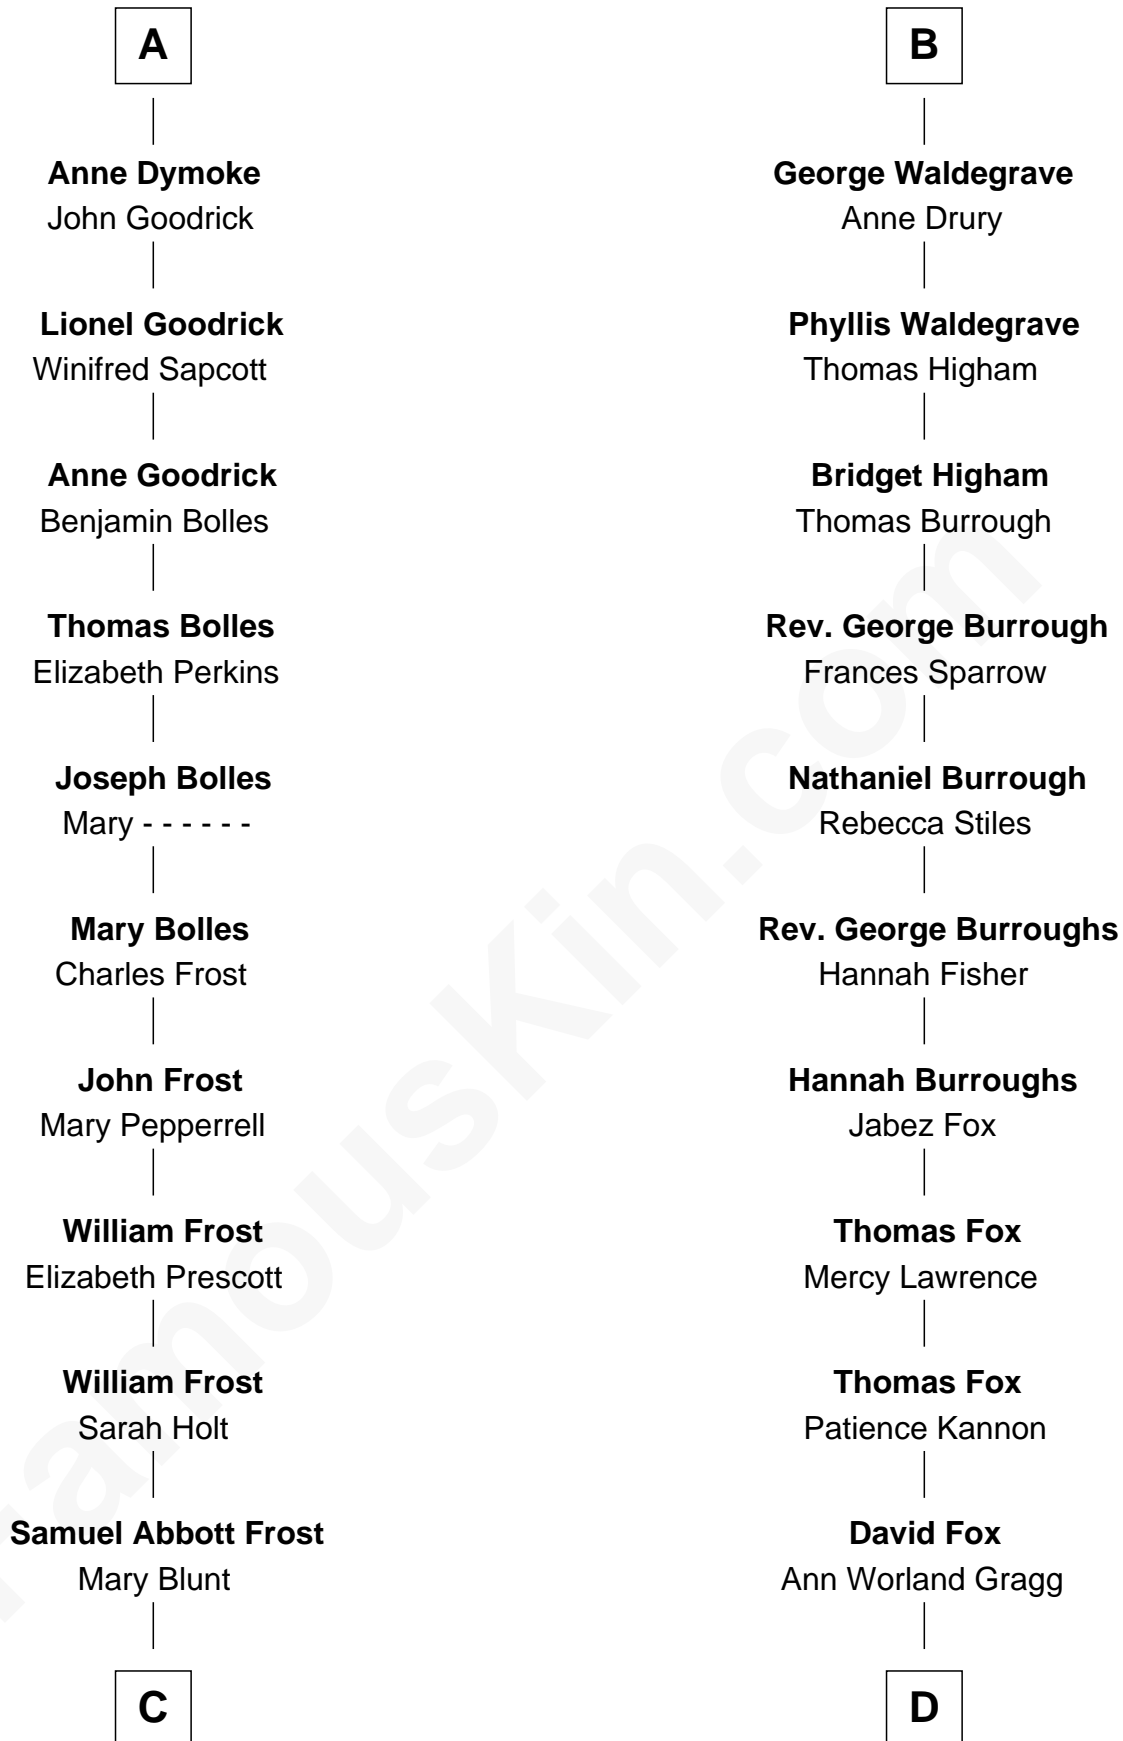 A
Anne Dymoke
John Goodrick
Lionel Goodrick
Winifred Sapcott
Anne Goodrick
Benjamin Bolles
Thomas Bolles
Elizabeth Perkins
Joseph Bolles
Mary - - - - - -
Mary Bolles
Charles Frost
John Frost
Mary Pepperrell
William Frost
Elizabeth Prescott
William Frost
Sarah Holt
Samuel Abbott Frost
Mary Blunt
C
B
George Waldegrave
Anne Drury
Phyllis Waldegrave
Thomas Higham
Bridget Higham
Thomas Burrough
Rev. George Burrough
Frances Sparrow
Nathaniel Burrough
Rebecca Stiles
Rev. George Burroughs
Hannah Fisher
Hannah Burroughs
Jabez Fox
Thomas Fox
Mercy Lawrence
Thomas Fox
Patience Kannon
David Fox
Ann Worland Gragg
D
FamousKin.com